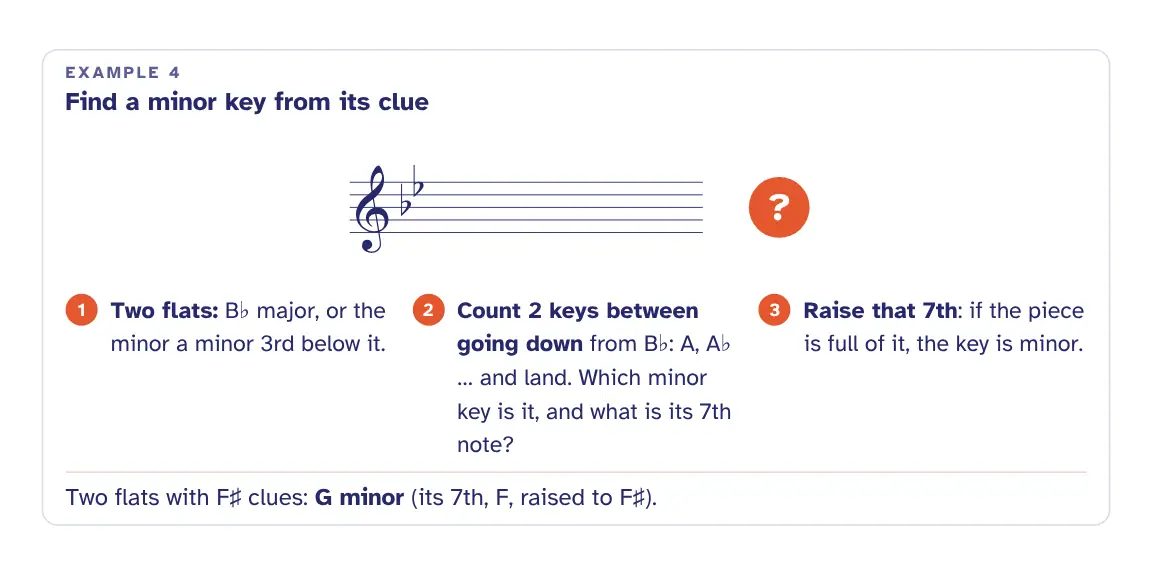 EXAMPLE 4
Find a minor key from its clue
?
1 Two flats: B♭ major, or the
minor a minor 3rd below it.
2 Count 2 keys between
going down from B♭: A, A♭
... and land. Which minor
key is it, and what is its 7th
note?
3 Raise that 7th: if the piece
is full of it, the key is minor.
Two flats with F♯ clues: G minor (its 7th, F, raised to F♯).